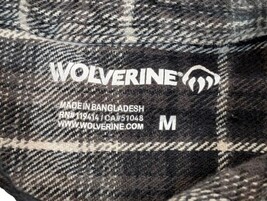 WOLVERINE®
MADE IN BANGLADESH
RN# 119414 / CA#51048
WWW.WOLVERINE.COM M